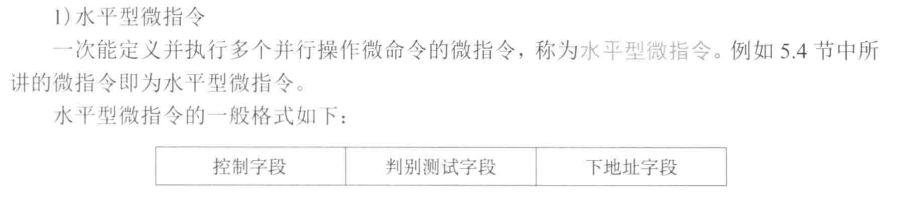 1)水平型微指令
一次能定义并执行多个并行操作微命令的微指令，称为水平型微指令。例如 5.4 节中所
讲的微指令即为水平型微指令。
水平型微指令的一般格式如下：
控制字段 判别测试字段 下地址字段